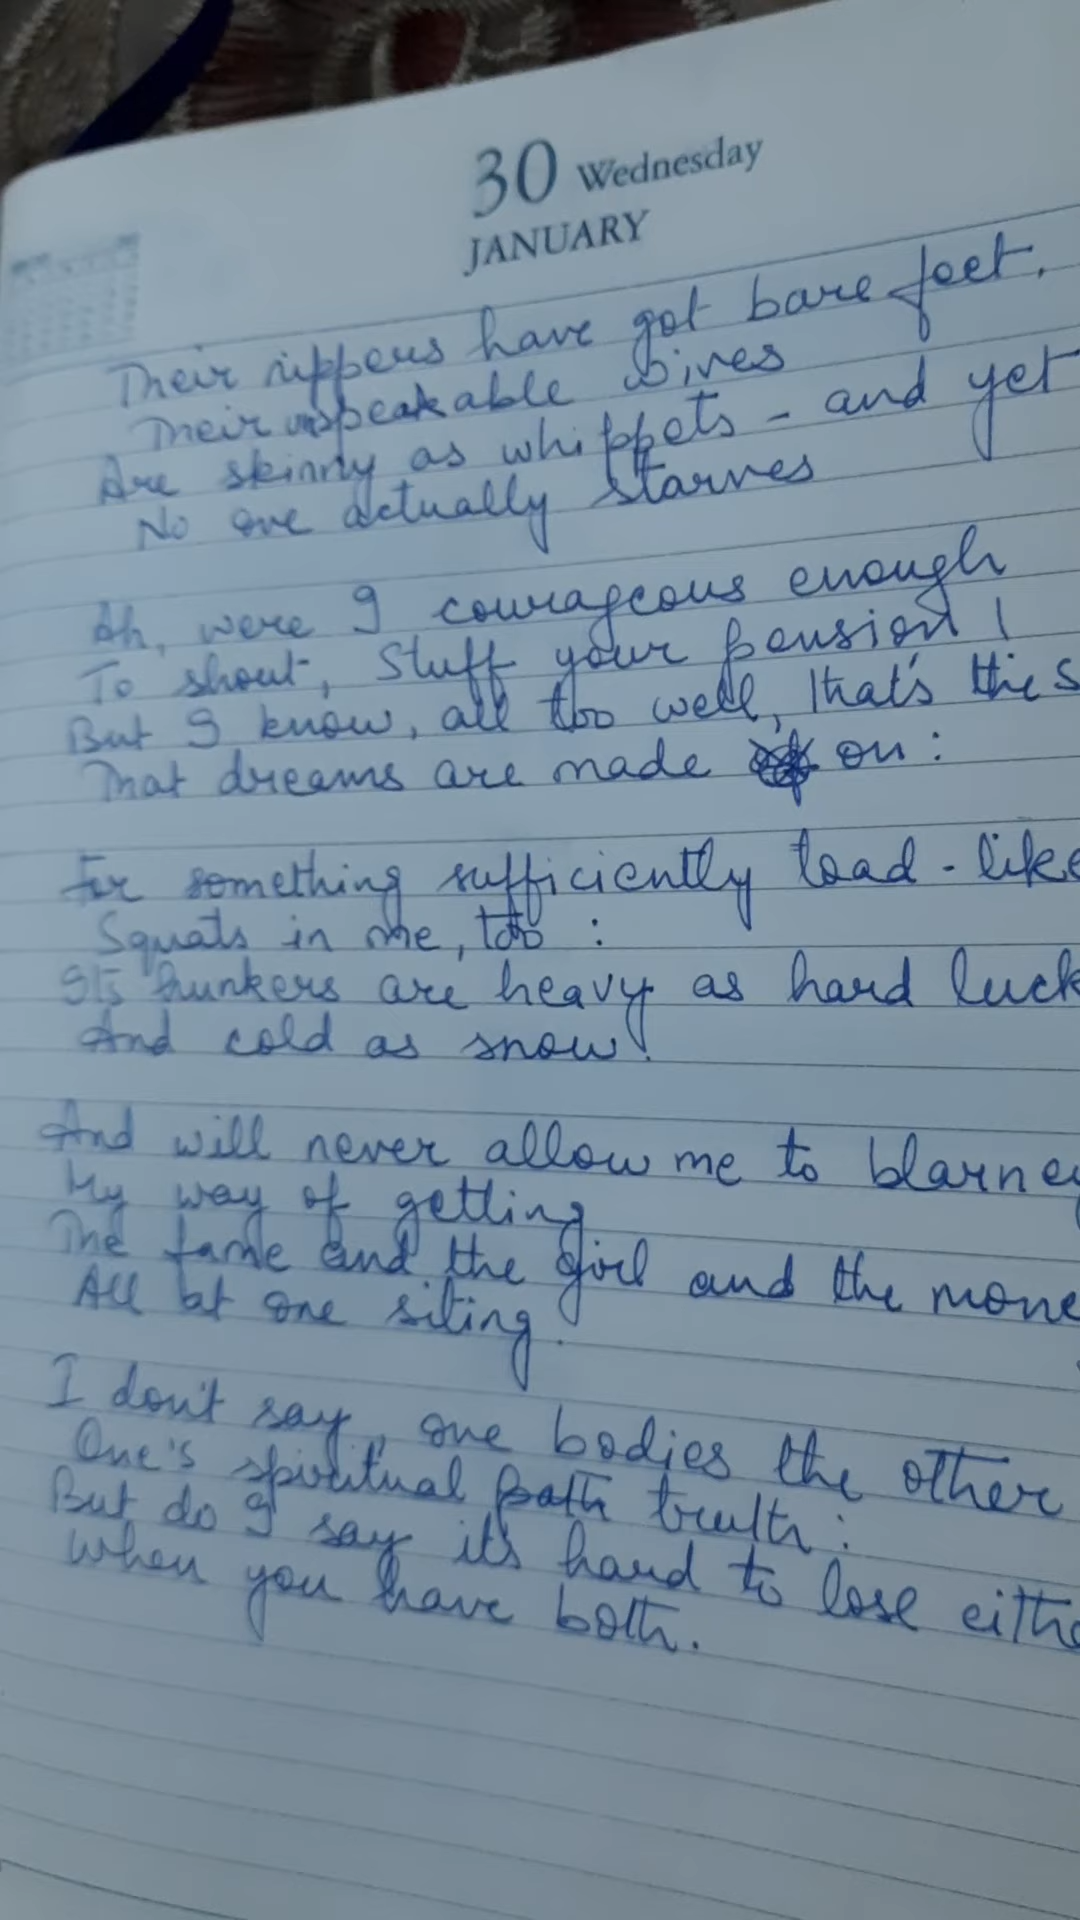 30 Wednesday
JANUARY
Their nippers have got bare feet,
Their unspeakable wives
Are skinny as whippets - and yet
No one actually starves
Ah, were I courageous enough
To shout, Stuff your pension!
But I know, all too well, that's the s
That dreams are made on:
For something sufficiently toad-like
Squats in me, too:
Its hunkers are heavy as hard luck
And cold as snow.
And will never allow me to blarney
My way of getting
The fame and the girl and the mone
All at one siting.
I don't say, one bodies the other
One's spiritual path truth:
But do I say it's hard to lose eithe
When you have both.